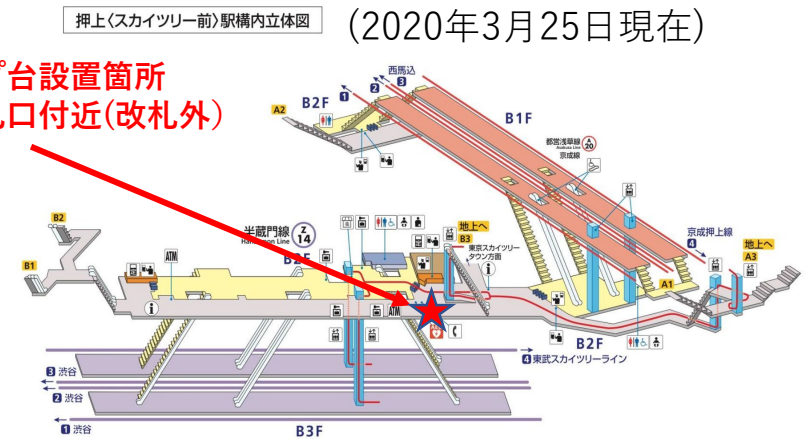 押上〈スカイツリー前〉駅構内立体図
(2020年3月25日現在)
プ台設置箇所
口付近(改札外)
西馬込
3
2
1
B2F
A2
B1F
都営浅草線
Asakusa Line
A
20
京成線
B2
半蔵門線
Hanzomon Line
Z
14
B2F
ATM
地上へ
B3
東京スカイツリー
タウン方面
京成押上線
4
地上へ
A3
B1
A1
ATM
B2F
4 東武スカイツリーライン
3 渋谷
2 渋谷
1 渋谷
B3F